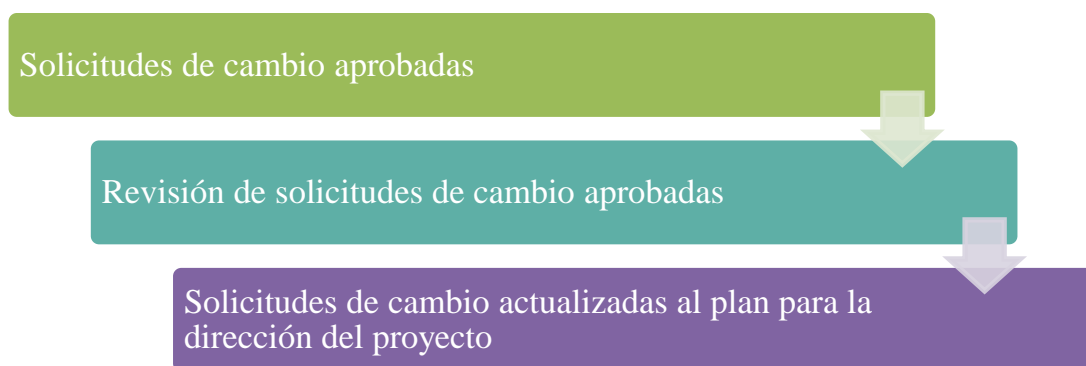 Solicitudes de cambio aprobadas
Revisión de solicitudes de cambio aprobadas
Solicitudes de cambio actualizadas al plan para la
dirección del proyecto